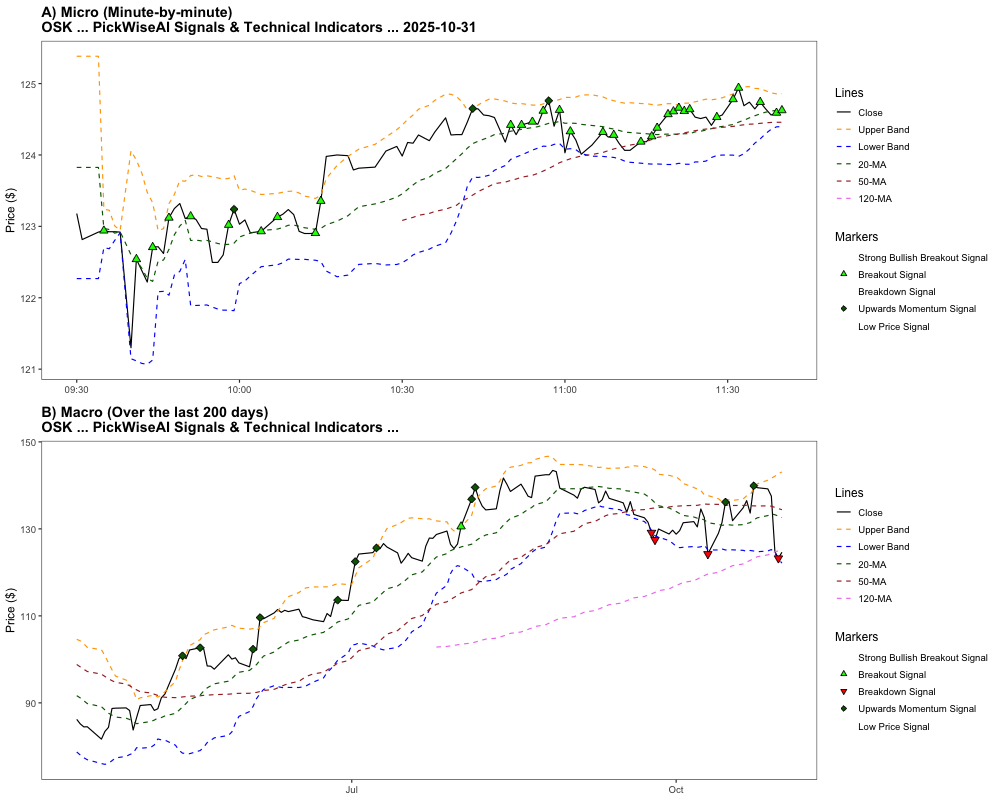 A) Micro (Minute-by-minute)
OSK ... PickWiseAI Signals & Technical Indicators ... 2025-10-31
Price ($)
125
124
123
122
121
09:30
10:00
10:30
11:00
11:30
Lines
Close
Upper Band
Lower Band
20-MA
50-MA
120-MA
Markers
Strong Bullish Breakout Signal
Breakout Signal
Breakdown Signal
Upwards Momentum Signal
Low Price Signal
B) Macro (Over the last 200 days)
OSK ... PickWiseAI Signals & Technical Indicators ...
Price ($)
150
130
110
90
Jul
Oct
Lines
Close
Upper Band
Lower Band
20-MA
50-MA
120-MA
Markers
Strong Bullish Breakout Signal
Breakout Signal
Breakdown Signal
Upwards Momentum Signal
Low Price Signal